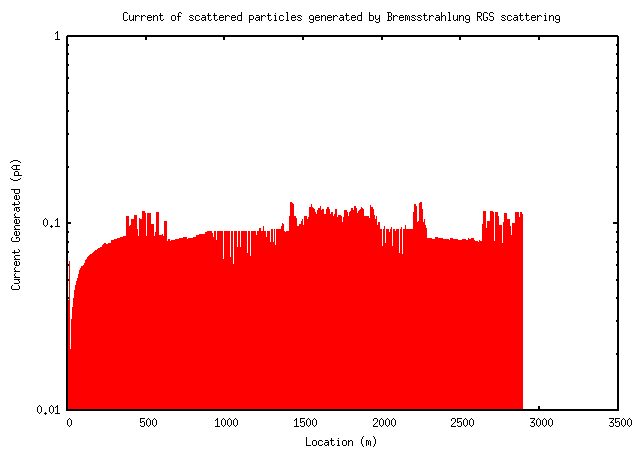 Current of scattered particles generated by Bremsstrahlung RGS scattering
1
0.1
0.01
Current Generated (pA)
0 500 1000 1500 2000 2500 3000 3500
Location (m)